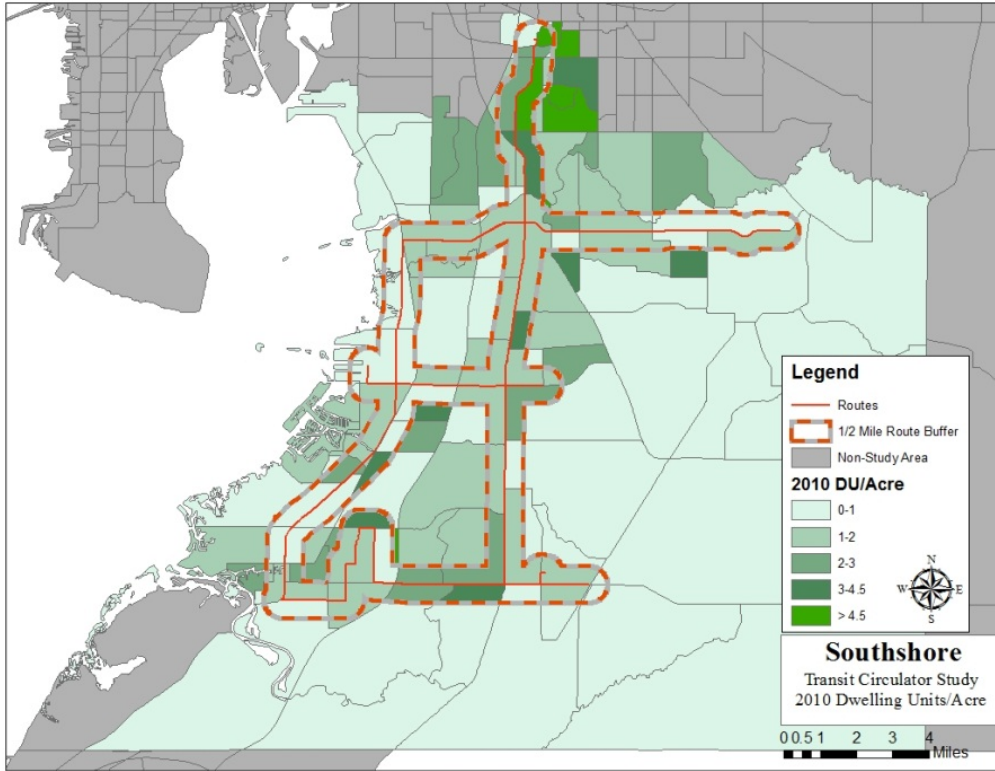 Legend
Routes
1/2 Mile Route Buffer
Non-Study Area
2010 DU/Acre
0-1
1-2
2-3
3-4.5
> 4.5
N
W E
S
Southshore
Transit Circulator Study
2010 Dwelling Units/Acre
0 0.5 1 2 3 4
Miles